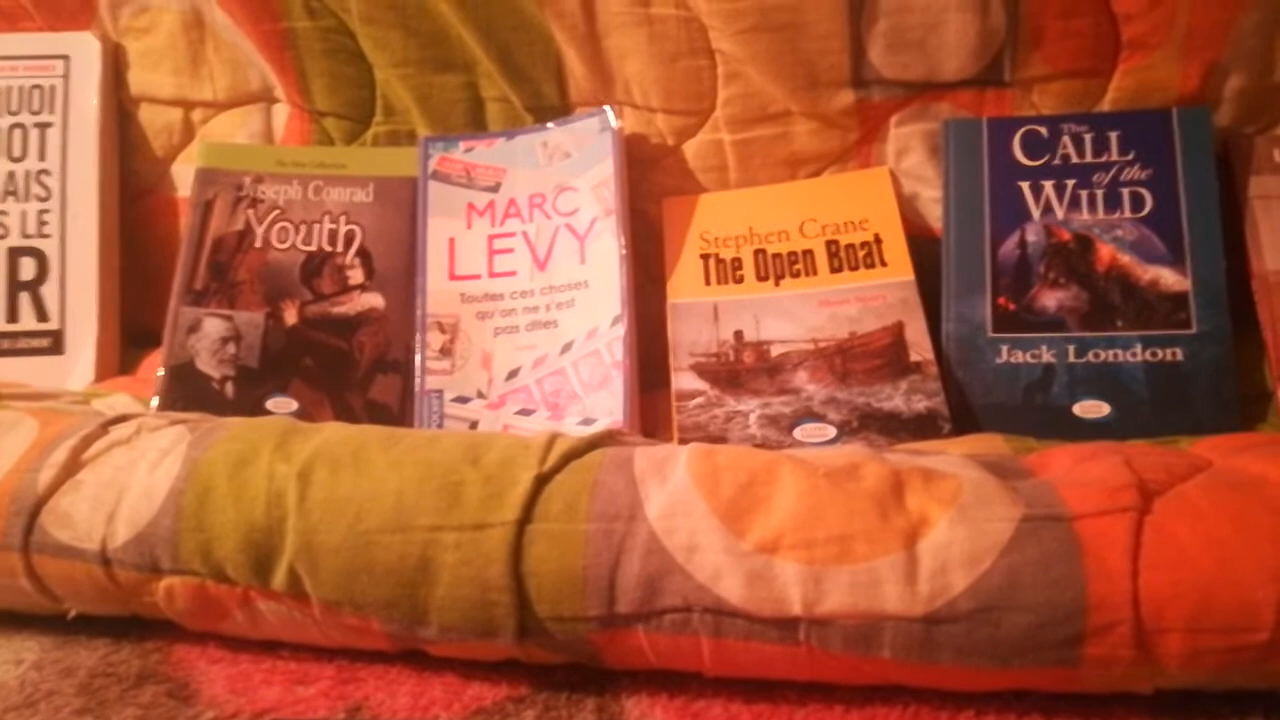 UOI
OT
AIS
S LE
R
Joseph Conrad
Youth
MARC
LEVY
Toutes ces choses
qu'on ne s'est
pas dites
Stephen Crane
The Open Boat
The
CALL
of the
WILD
Jack London